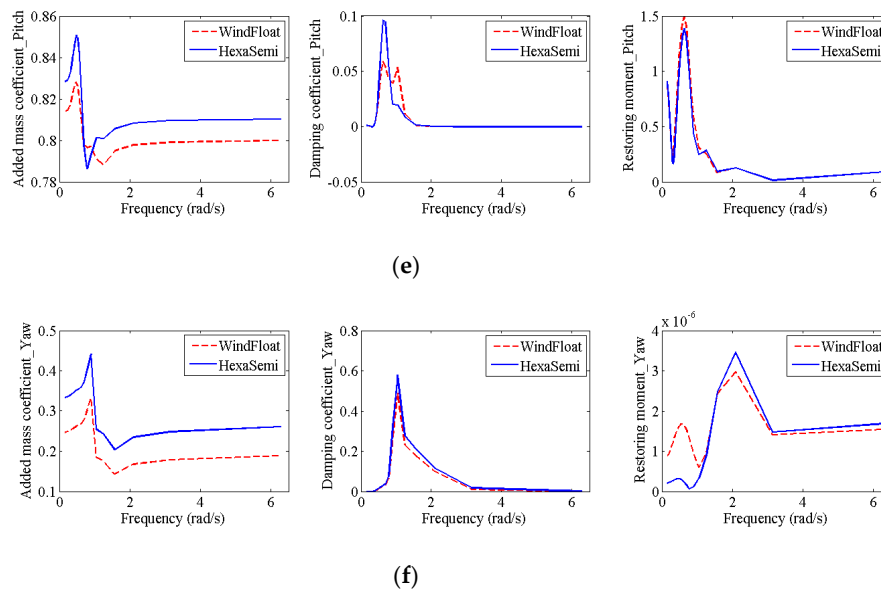 Added mass coefficient_Pitch
0.86
0.84
0.82
0.8
0.78
0 2 4 6
Frequency (rad/s)
WindFloat
HexaSemi
Damping coefficient_Pitch
0.1
0.05
0
-0.05
0 2 4 6
Frequency (rad/s)
WindFloat
HexaSemi
Restoring moment_Pitch
1.5
1
0.5
0
0 2 4 6
Frequency (rad/s)
WindFloat
HexaSemi
(e)
Added mass coefficient_Yaw
0.5
0.4
0.3
0.2
0.1
0 2 4 6
Frequency (rad/s)
WindFloat
HexaSemi
Damping coefficient_Yaw
0.8
0.6
0.4
0.2
0
0 2 4 6
Frequency (rad/s)
WindFloat
HexaSemi
Restoring moment_Yaw
x 10⁻⁶
4
3
2
1
0
0 2 4 6
Frequency (rad/s)
WindFloat
HexaSemi
(f)